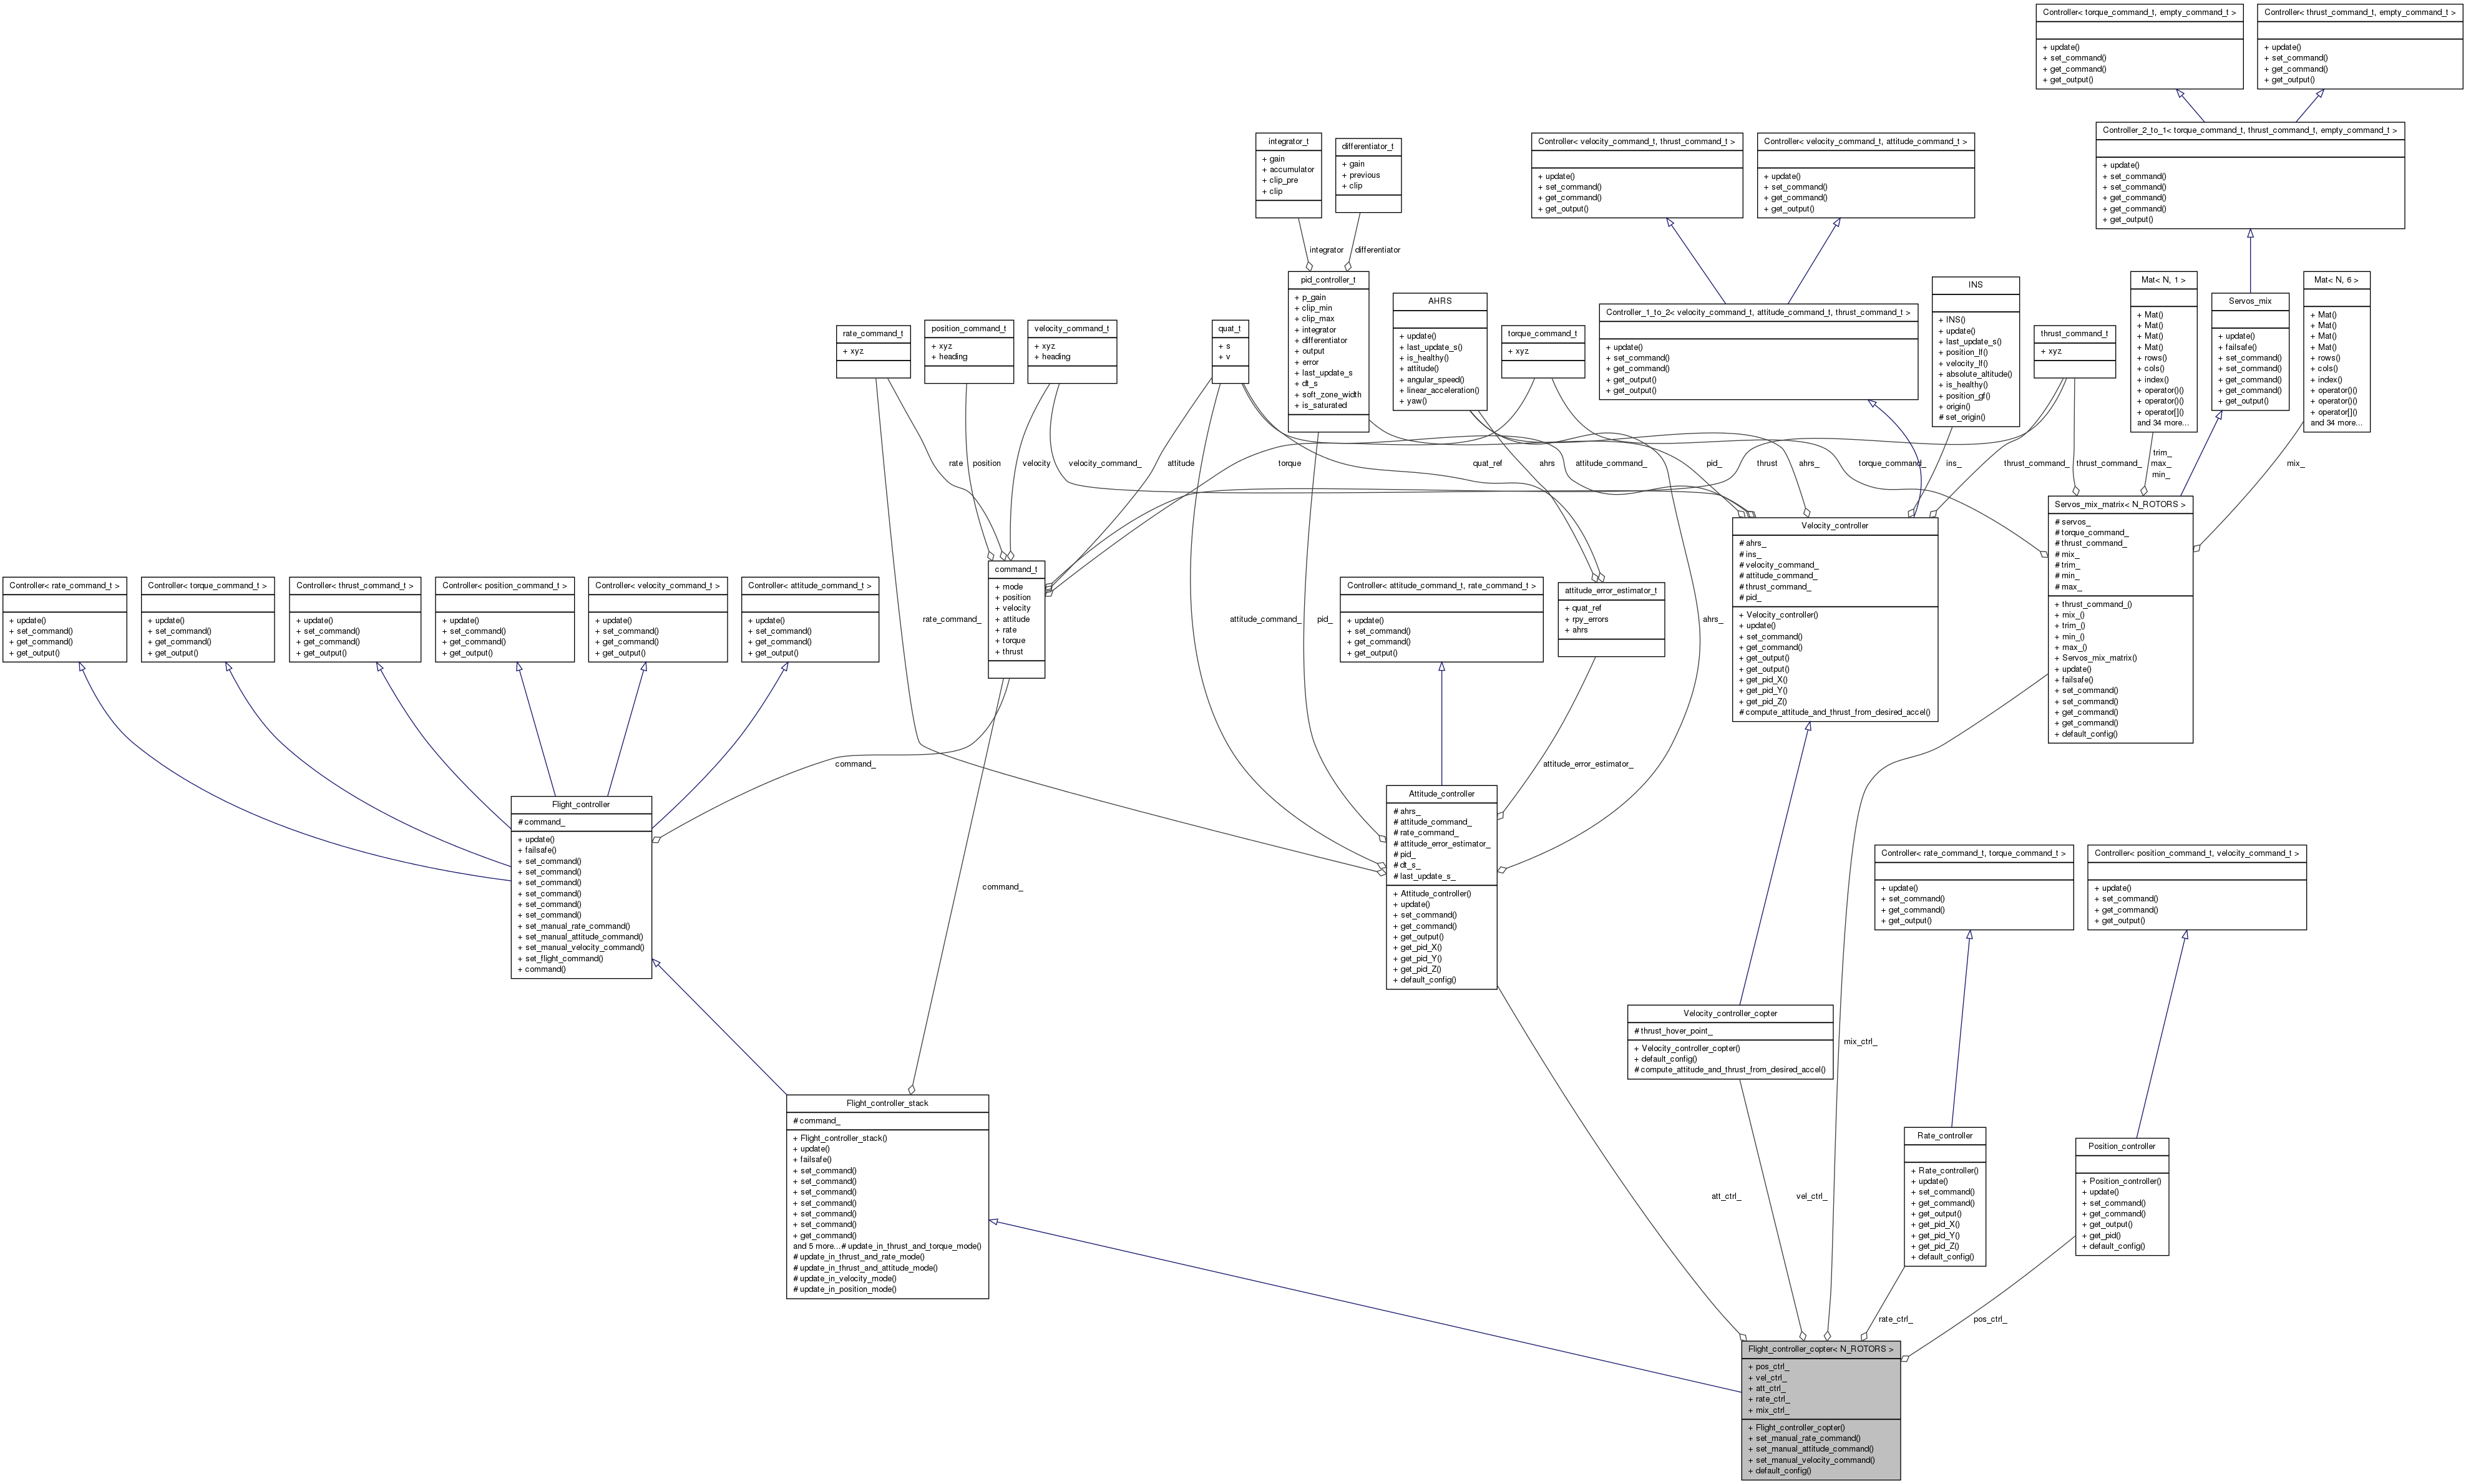 Controller< torque_command_t, empty_command_t >
+ update()
+ set_command()
+ get_command()
+ get_output()
Controller< thrust_command_t, empty_command_t >
+ update()
+ set_command()
+ get_command()
+ get_output()
Controller_2_to_1< torque_command_t, thrust_command_t, empty_command_t >
+ update()
+ set_command()
+ set_command()
+ get_command()
+ get_command()
+ get_output()
integrator_t
+ gain
+ accumulator
+ clip_pre
+ clip
differentiator_t
+ gain
+ previous
+ clip
Controller< velocity_command_t, thrust_command_t >
+ update()
+ set_command()
+ get_command()
+ get_output()
Controller< velocity_command_t, attitude_command_t >
+ update()
+ set_command()
+ get_command()
+ get_output()
integrator
differentiator
rate_command_t
+ xyz
position_command_t
+ xyz
+ heading
velocity_command_t
+ xyz
+ heading
quat_t
+ s
+ v
pid_controller_t
+ p_gain
+ clip_min
+ clip_max
+ integrator
+ differentiator
+ output
+ error
+ last_update_s
+ dt_s
+ soft_zone_width
+ is_saturated
AHRS
+ update()
+ last_update_s()
+ is_healthy()
+ attitude()
+ angular_speed()
+ linear_acceleration()
+ yaw()
torque_command_t
+ xyz
Controller_1_to_2< velocity_command_t, attitude_command_t, thrust_command_t >
+ update()
+ set_command()
+ get_command()
+ get_output()
+ get_output()
INS
+ INS()
+ update()
+ last_update_s()
+ position_lf()
+ velocity_lf()
+ absolute_altitude()
+ is_healthy()
+ position_gf()
+ origin()
# set_origin()
thrust_command_t
+ xyz
Mat< N, 1 >
+ Mat()
+ Mat()
+ Mat()
+ Mat()
+ rows()
+ cols()
+ index()
+ operator()()
+ operator()()
+ operator[]()
and 34 more...
Servos_mix
+ update()
+ failsafe()
+ set_command()
+ set_command()
+ get_command()
+ get_command()
+ get_output()
Mat< N, 6 >
+ Mat()
+ Mat()
+ Mat()
+ Mat()
+ rows()
+ cols()
+ index()
+ operator()()
+ operator()()
+ operator[]()
and 34 more...
rate
position
velocity
velocity_command_
attitude
torque
quat_ref
ahrs
attitude_command_
pid_
thrust
ahrs_
torque_command_
ins_
thrust_command_
thrust_command_
trim_
max_
min_
mix_
Controller< rate_command_t >
+ update()
+ set_command()
+ get_command()
+ get_output()
Controller< torque_command_t >
+ update()
+ set_command()
+ get_command()
+ get_output()
Controller< thrust_command_t >
+ update()
+ set_command()
+ get_command()
+ get_output()
Controller< position_command_t >
+ update()
+ set_command()
+ get_command()
+ get_output()
Controller< velocity_command_t >
+ update()
+ set_command()
+ get_command()
+ get_output()
Controller< attitude_command_t >
+ update()
+ set_command()
+ get_command()
+ get_output()
command_t
+ mode
+ position
+ velocity
+ attitude
+ rate
+ torque
+ thrust
rate_command_
attitude_command_
pid_
Controller< attitude_command_t, rate_command_t >
+ update()
+ set_command()
+ get_command()
+ get_output()
attitude_error_estimator_t
+ quat_ref
+ rpy_errors
+ ahrs
ahrs_
Velocity_controller
# ahrs_
# ins_
# velocity_command_
# attitude_command_
# thrust_command_
# pid_
+ Velocity_controller()
+ update()
+ set_command()
+ get_command()
+ get_output()
+ get_output()
+ get_pid_X()
+ get_pid_Y()
+ get_pid_Z()
# compute_attitude_and_thrust_from_desired_accel()
Servos_mix_matrix< N_ROTORS >
# servos_
# torque_command_
# thrust_command_
# mix_
# trim_
# min_
# max_
+ thrust_command_()
+ mix_()
+ trim_()
+ min_()
+ max_()
+ Servos_mix_matrix()
+ update()
+ failsafe()
+ set_command()
+ set_command()
+ get_command()
+ get_command()
+ default_config()
command_
attitude_error_estimator_
Flight_controller
# command_
+ update()
+ failsafe()
+ set_command()
+ set_command()
+ set_command()
+ set_command()
+ set_command()
+ set_command()
+ set_manual_rate_command()
+ set_manual_attitude_command()
+ set_manual_velocity_command()
+ set_flight_command()
+ command()
command_
Attitude_controller
# ahrs_
# attitude_command_
# rate_command_
# attitude_error_estimator_
# pid_
# dt_s_
# last_update_s_
+ Attitude_controller()
+ update()
+ set_command()
+ get_command()
+ get_output()
+ get_pid_X()
+ get_pid_Y()
+ get_pid_Z()
+ default_config()
Controller< rate_command_t, torque_command_t >
+ update()
+ set_command()
+ get_command()
+ get_output()
Controller< position_command_t, velocity_command_t >
+ update()
+ set_command()
+ get_command()
+ get_output()
Velocity_controller_copter
# thrust_hover_point_
+ Velocity_controller_copter()
+ default_config()
# compute_attitude_and_thrust_from_desired_accel()
mix_ctrl_
Flight_controller_stack
# command_
+ Flight_controller_stack()
+ update()
+ failsafe()
+ set_command()
+ set_command()
+ set_command()
+ set_command()
+ set_command()
+ set_command()
+ get_command()
and 5 more...# update_in_thrust_and_torque_mode()
# update_in_thrust_and_rate_mode()
# update_in_thrust_and_attitude_mode()
# update_in_velocity_mode()
# update_in_position_mode()
att_ctrl_
vel_ctrl_
Rate_controller
+ Rate_controller()
+ update()
+ set_command()
+ get_command()
+ get_output()
+ get_pid_X()
+ get_pid_Y()
+ get_pid_Z()
+ default_config()
Position_controller
+ Position_controller()
+ update()
+ set_command()
+ get_command()
+ get_output()
+ get_pid()
+ default_config()
rate_ctrl_
pos_ctrl_
Flight_controller_copter< N_ROTORS >
+ pos_ctrl_
+ vel_ctrl_
+ att_ctrl_
+ rate_ctrl_
+ mix_ctrl_
+ Flight_controller_copter()
+ set_manual_rate_command()
+ set_manual_attitude_command()
+ set_manual_velocity_command()
+ default_config()